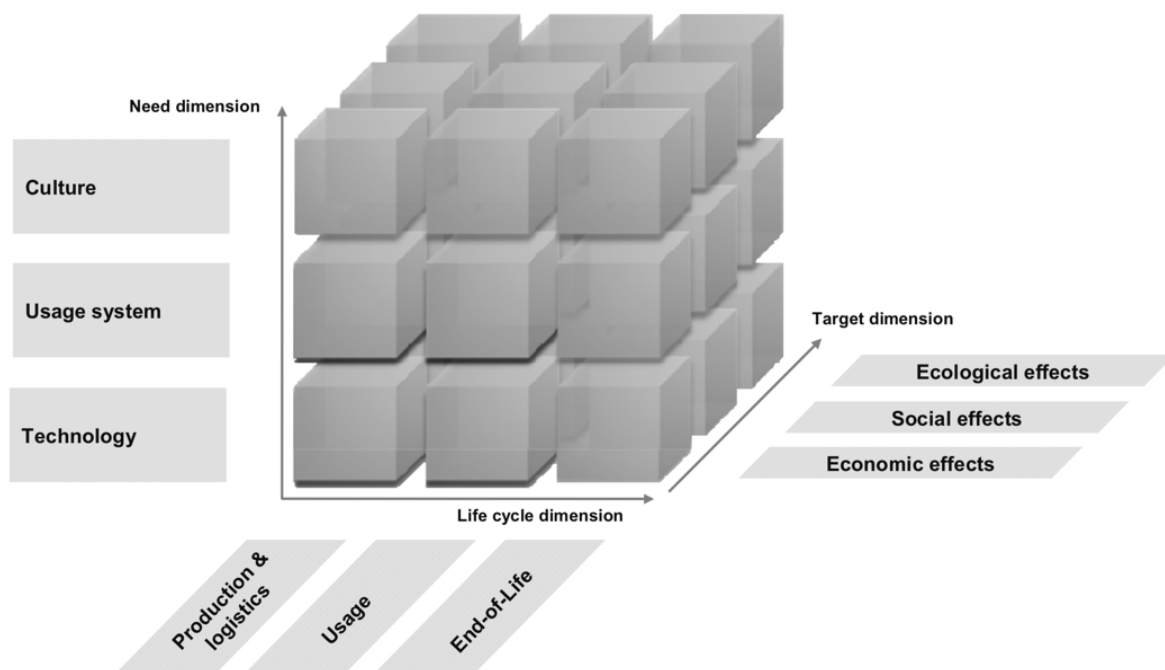 Need dimension
Culture
Usage system
Target dimension
Ecological effects
Technology
Social effects
Economic effects
Life cycle dimension
Production &
logistics
Usage
End-of-Life